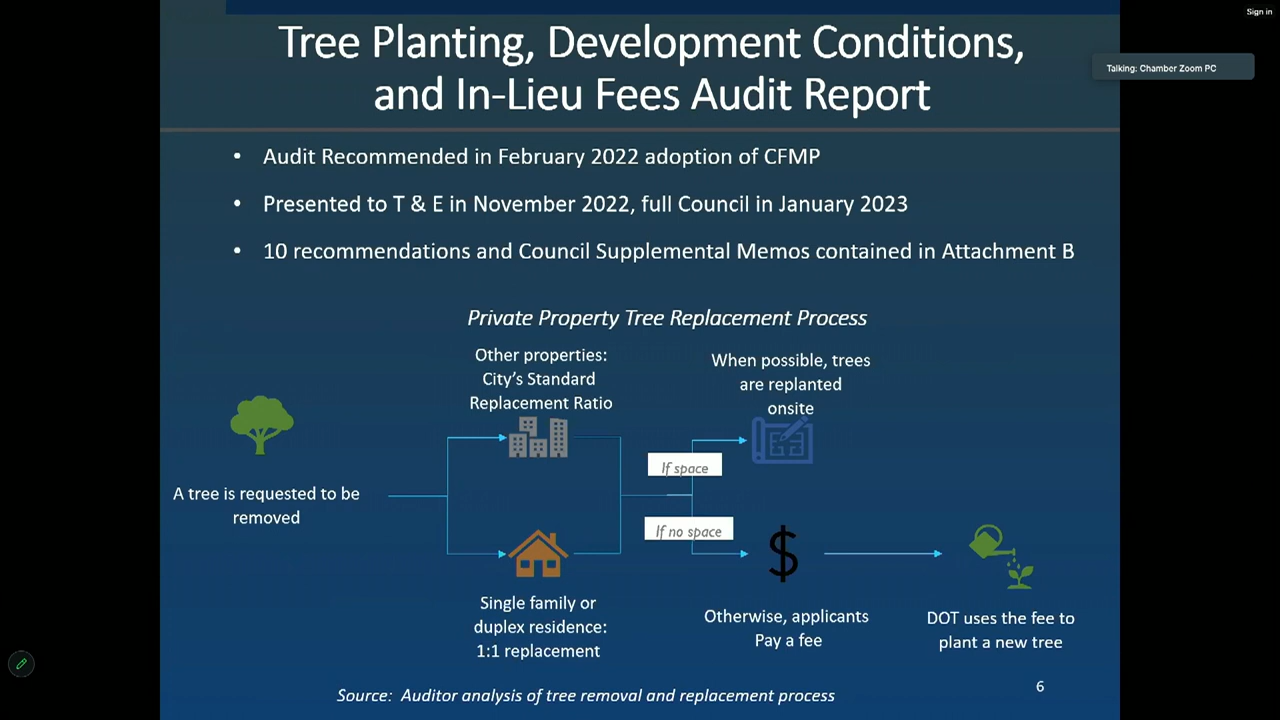 Sign in
Talking: Chamber Zoom PC
Tree Planting, Development Conditions,
and In-Lieu Fees Audit Report
• Audit Recommended in February 2022 adoption of CFMP
• Presented to T & E in November 2022, full Council in January 2023
• 10 recommendations and Council Supplemental Memos contained in Attachment B
Private Property Tree Replacement Process
A tree is requested to be
removed
Other properties:
City's Standard
Replacement Ratio
Single family or
duplex residence:
1:1 replacement
If space
If no space
When possible, trees
are replanted
onsite
$
Otherwise, applicants
Pay a fee
DOT uses the fee to
plant a new tree
Source: Auditor analysis of tree removal and replacement process
6